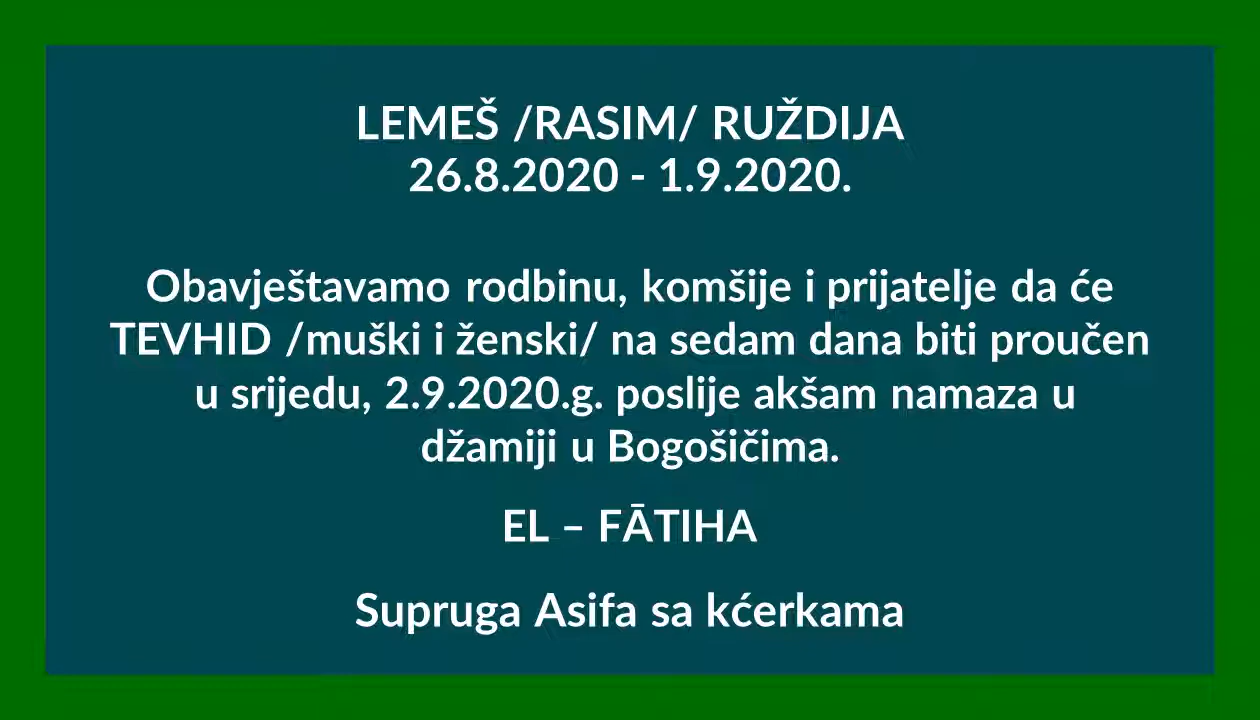 LEMEŠ /RASIM/ RUŽDIJA
26.8.2020 - 1.9.2020.
Obavještavamo rodbinu, komšije i prijatelje da će
TEVHID /muški i ženski/ na sedam dana biti proučen
u srijedu, 2.9.2020.g. poslije akšam namaza u
džamiji u Bogošičima.
EL – FĀTIHA
Supruga Asifa sa kćerkama